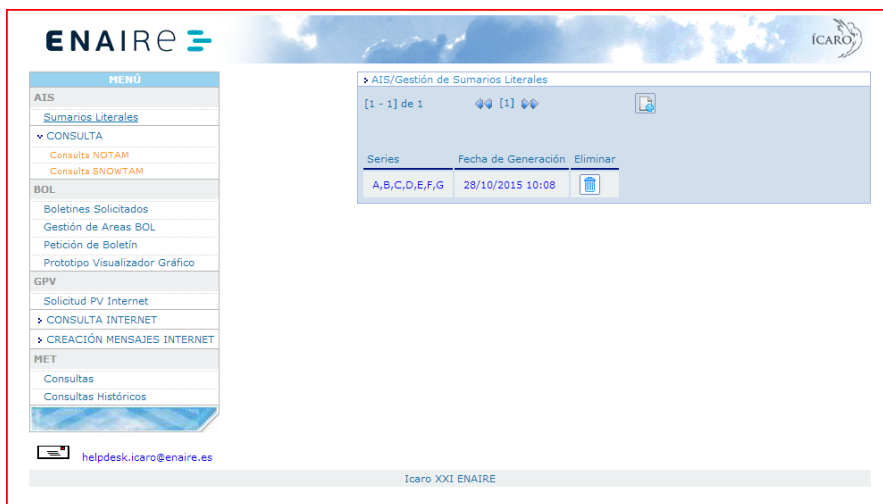 ENAIRe
ÍCARO
MENÚ
AIS
Sumarios Literales
CONSULTA
Consulta NOTAM
Consulta SNOWTAM
BOL
Boletines Solicitados
Gestión de Areas BOL
Petición de Boletín
Prototipo Visualizador Gráfico
GPV
Solicitud PV Internet
CONSULTA INTERNET
CREACIÓN MENSAJES INTERNET
MET
Consultas
Consultas Históricos
helpdesk.icaro@enaire.es
AIS/Gestión de Sumarios Literales
[1 - 1] de 1 [1]
Series Fecha de Generación Eliminar
A,B,C,D,E,F,G 28/10/2015 10:08
Icaro XXI ENAIRE